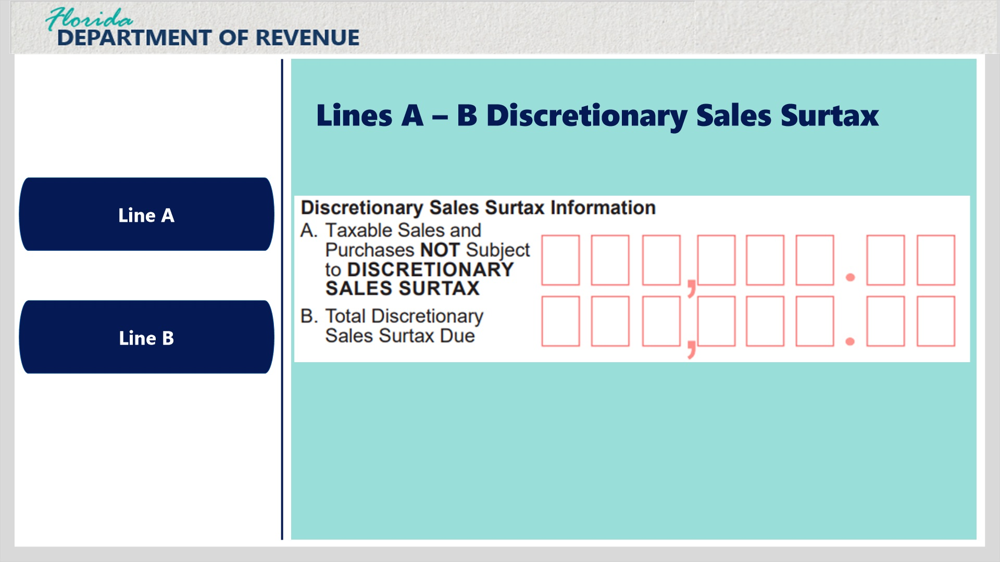 Florida
DEPARTMENT OF REVENUE
Line A
Line B
Lines A – B Discretionary Sales Surtax
Discretionary Sales Surtax Information
A. Taxable Sales and
Purchases NOT Subject
to DISCRETIONARY
SALES SURTAX
B. Total Discretionary
Sales Surtax Due